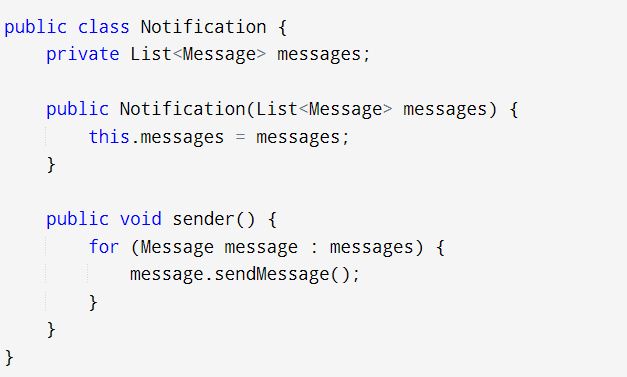 public class Notification {
    private List<Message> messages;

    public Notification(List<Message> messages) {
        this.messages = messages;
    }

    public void sender() {
        for (Message message : messages) {
            message.sendMessage();
        }
    }
}